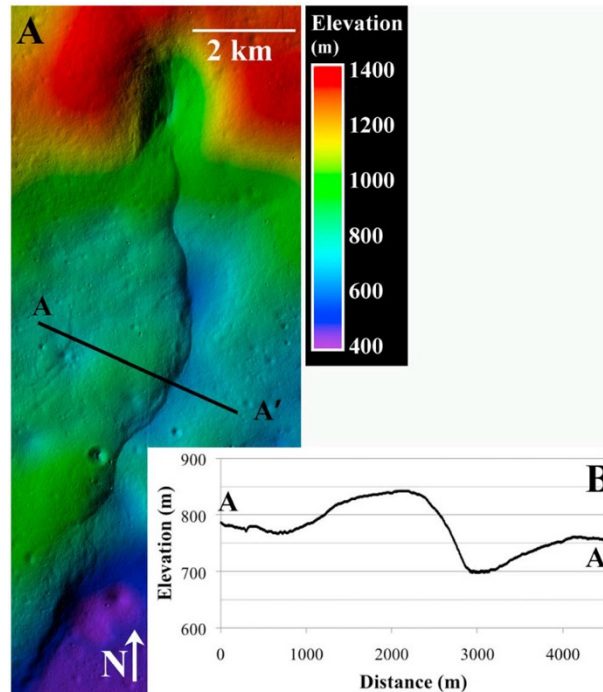 A
2 km
Elevation
(m)
1400
1200
1000
800
600
400
A
A′
N
B
900
800
700
600
A
A
Elevation (m)
0
1000
2000
3000
4000
Distance (m)